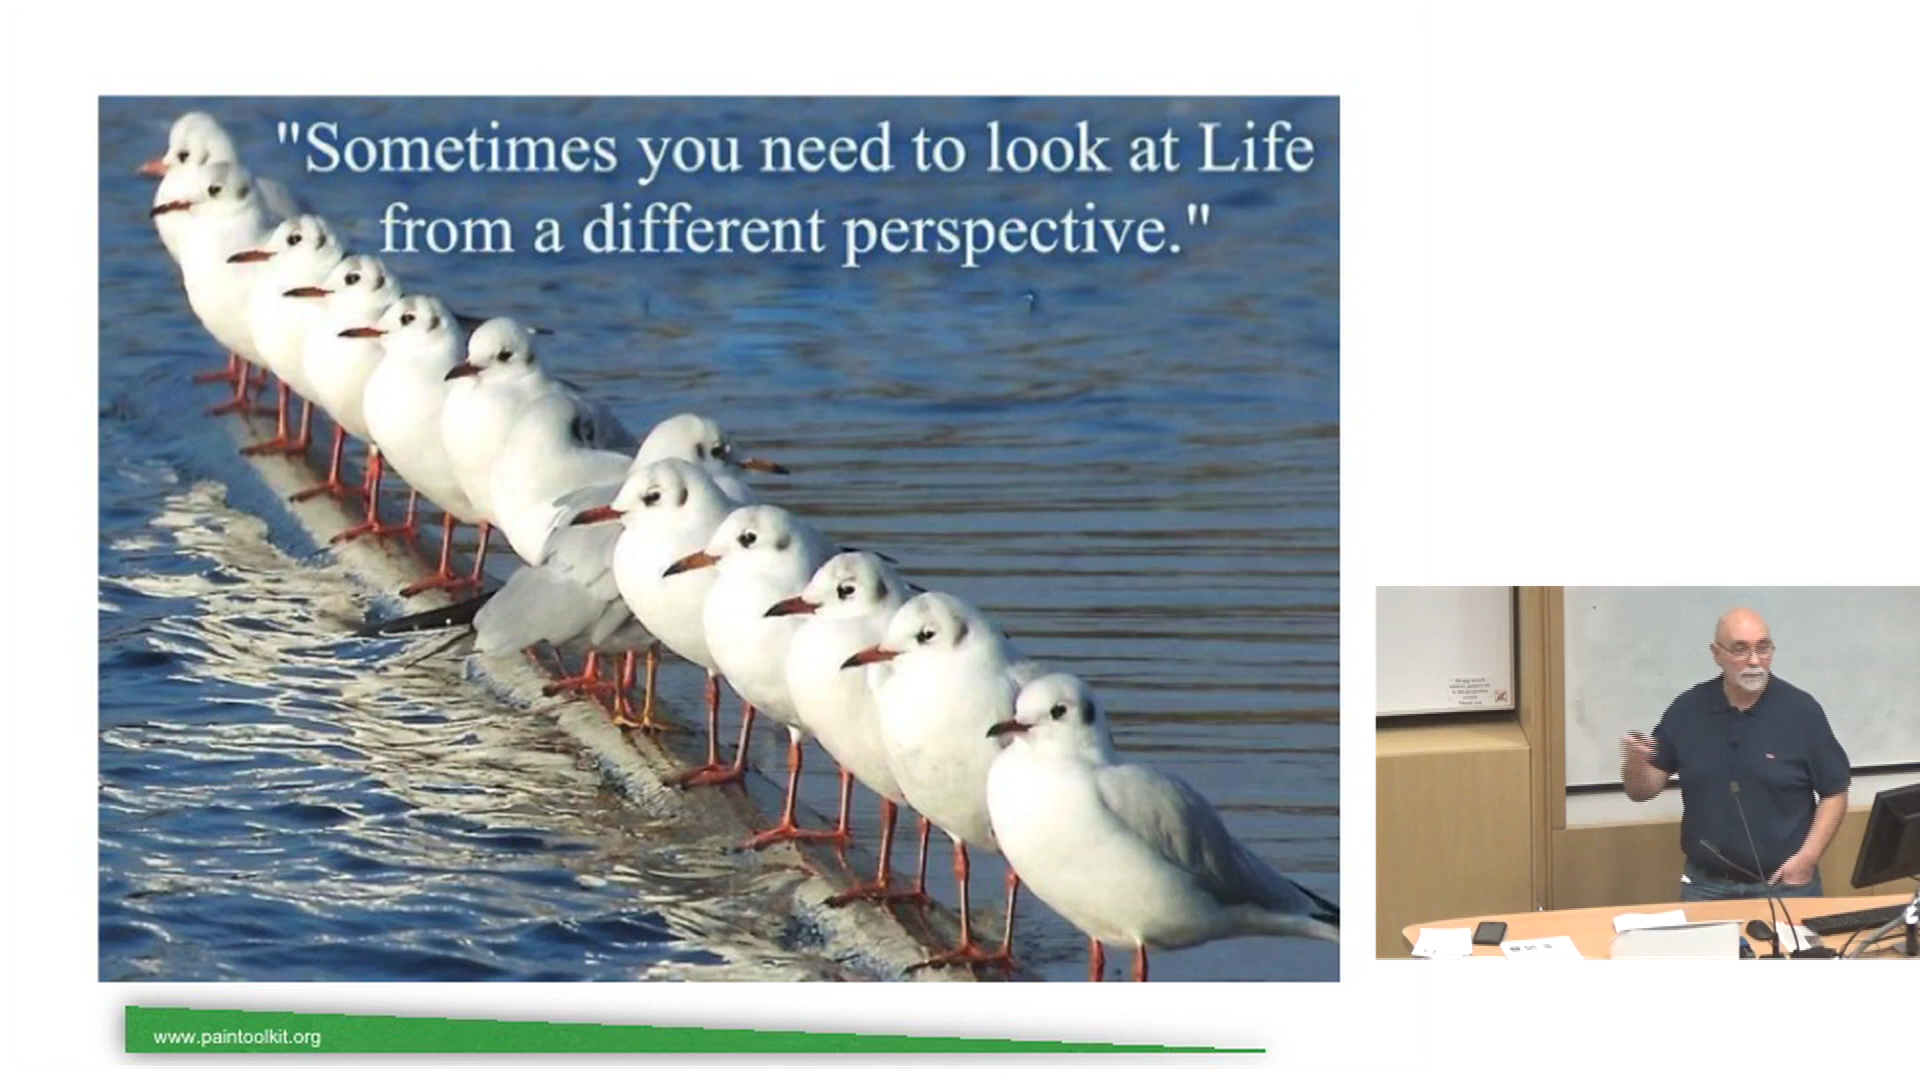 "Sometimes you need to look at Life
from a different perspective."
www.paintoolkit.org